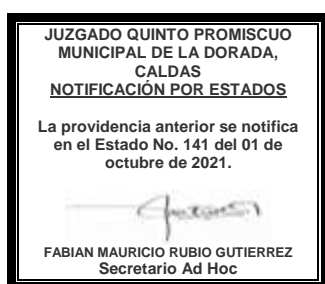 JUZGADO QUINTO PROMISCUO
MUNICIPAL DE LA DORADA,
CALDAS
NOTIFICACIÓN POR ESTADOS
La providencia anterior se notifica
en el Estado No. 141 del 01 de
octubre de 2021.
FABIAN MAURICIO RUBIO GUTIERREZ
Secretario Ad Hoc